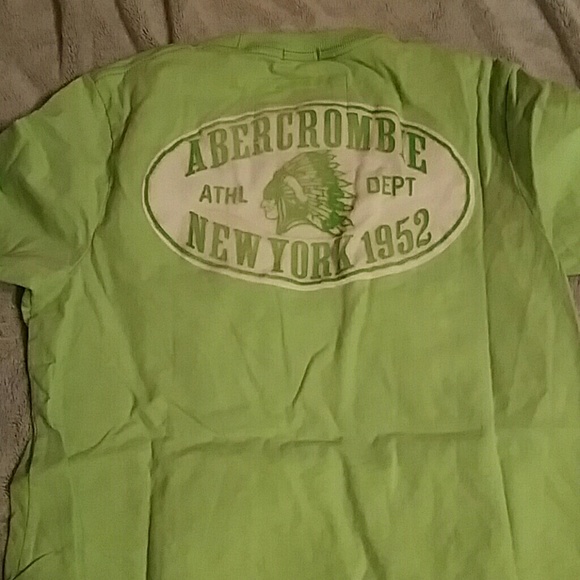 ABERCROMBIE
ATHL DEPT
NEW YORK 1952